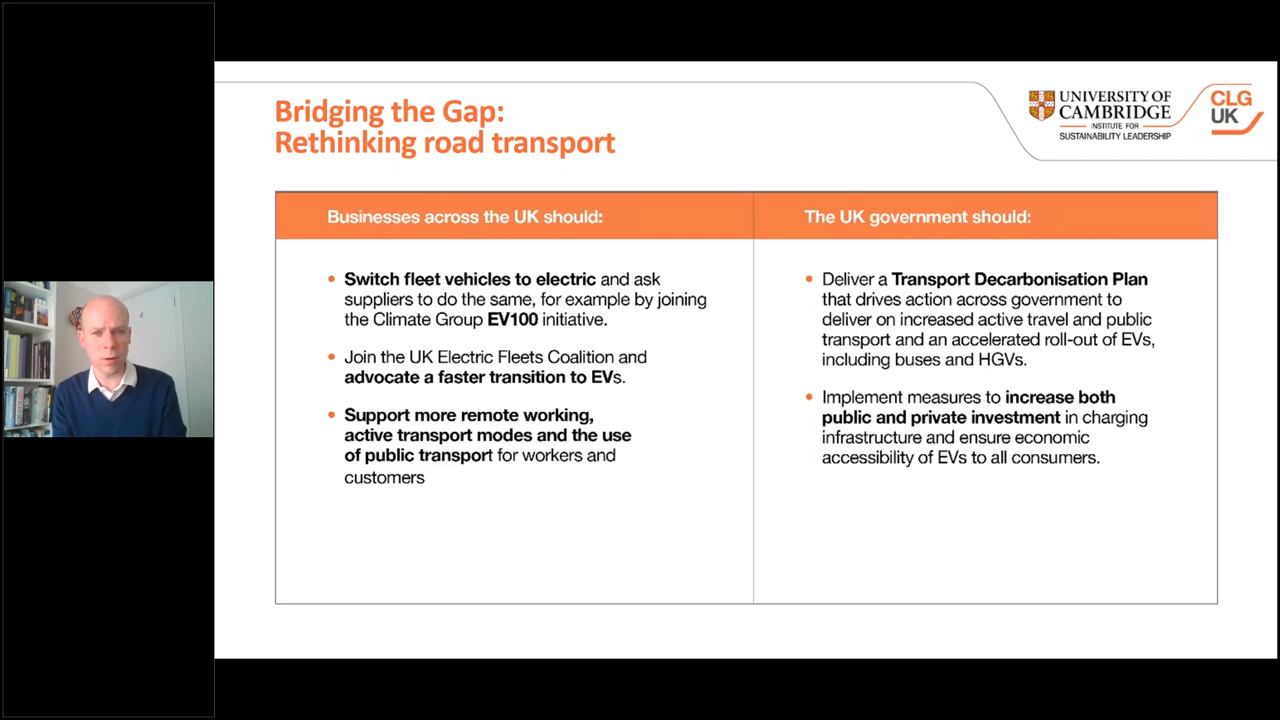 Bridging the Gap:
Rethinking road transport
UNIVERSITY OF
CAMBRIDGE
INSTITUTE FOR
SUSTAINABILITY LEADERSHIP
CLG
UK
Businesses across the UK should:
• Switch fleet vehicles to electric and ask
suppliers to do the same, for example by joining
the Climate Group EV100 initiative.
• Join the UK Electric Fleets Coalition and
advocate a faster transition to EVs.
• Support more remote working,
active transport modes and the use
of public transport for workers and
customers
The UK government should:
• Deliver a Transport Decarbonisation Plan
that drives action across government to
deliver on increased active travel and public
transport and an accelerated roll-out of EVs,
including buses and HGVs.
• Implement measures to increase both
public and private investment in charging
infrastructure and ensure economic
accessibility of EVs to all consumers.